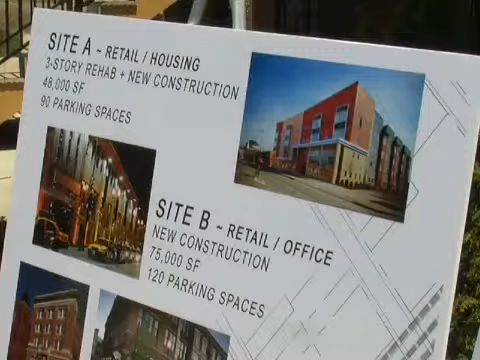 SITE A ~ RETAIL / HOUSING
3-STORY REHAB + NEW CONSTRUCTION
48,000 SF
90 PARKING SPACES
SITE B ~ RETAIL / OFFICE
NEW CONSTRUCTION
75,000 SF
120 PARKING SPACES